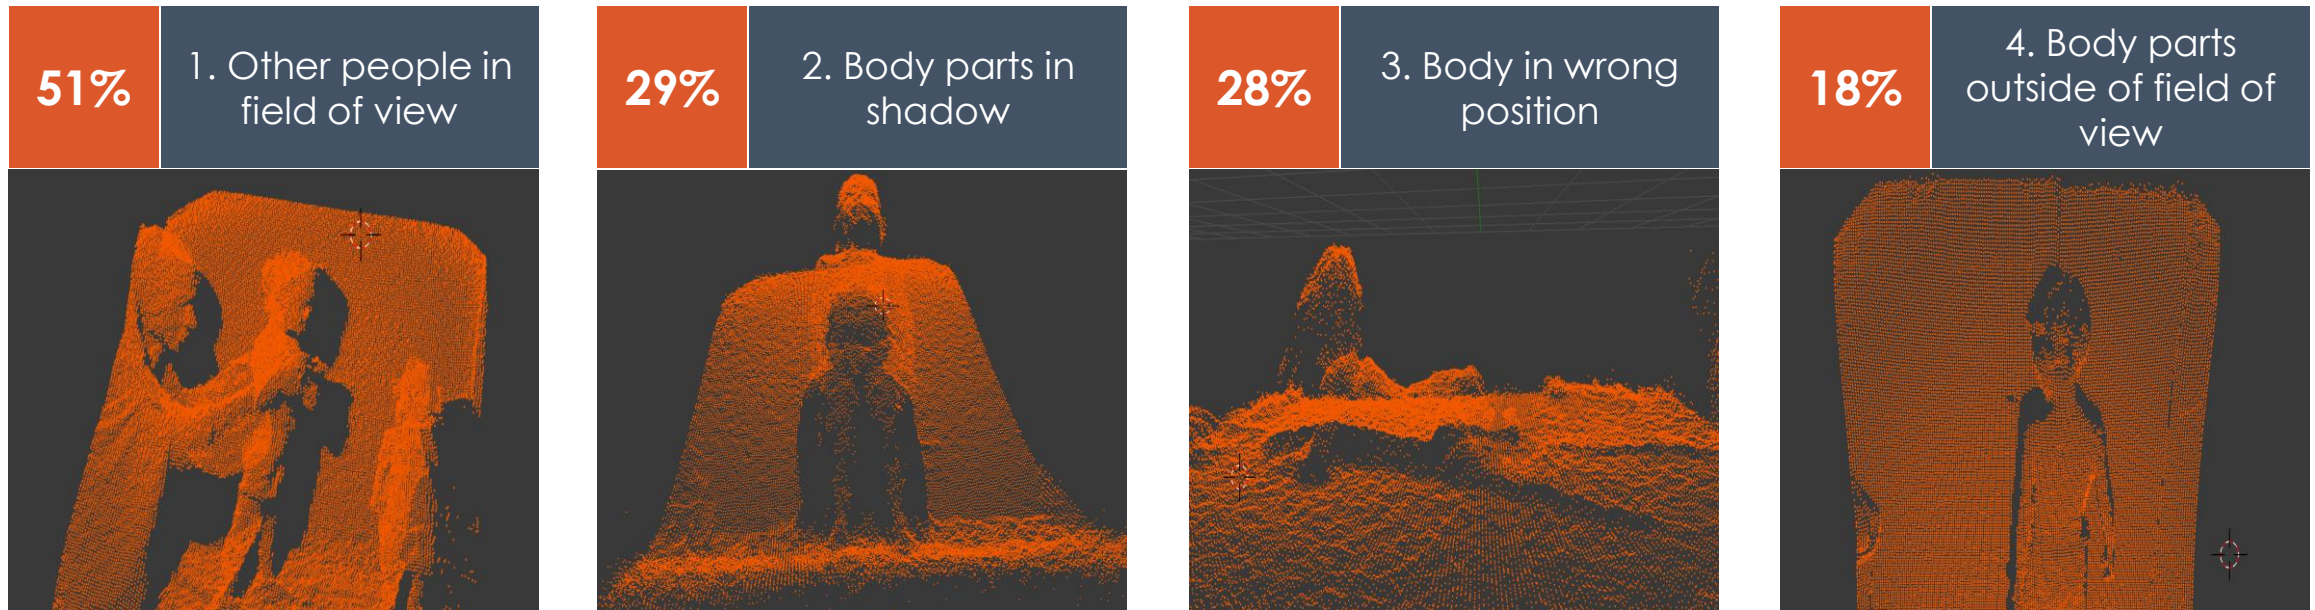 51%
1. Other people in
field of view
29%
2. Body parts in
shadow
28%
3. Body in wrong
position
18%
4. Body parts
outside of field of
view